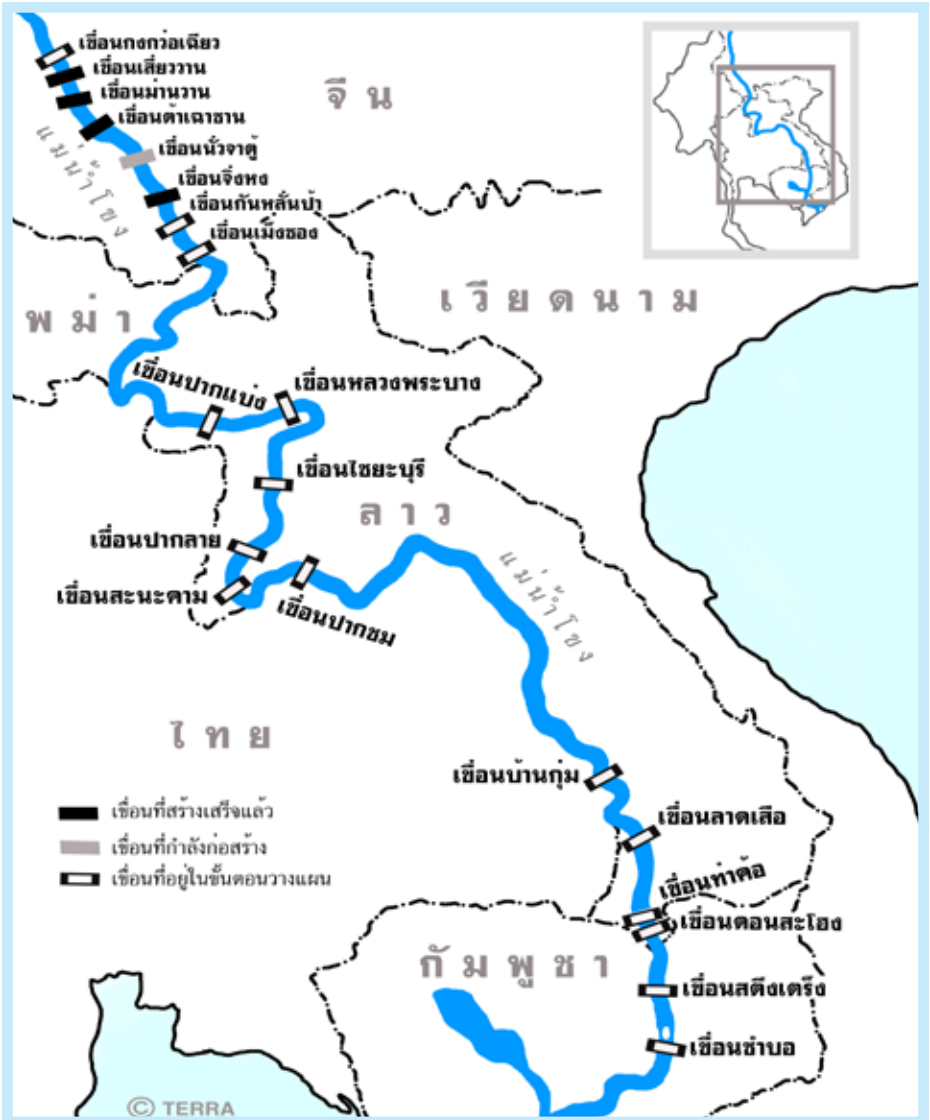 เขื่อนกงกว่อเฉียว
เขื่อนเสี่ยววาน
เขื่อนม่านวาน
จีน
เขื่อนต้าเฉาซาน
แม่น้ำโขง
เขื่อนนั่วจาตู้
เขื่อนจิ่งหง
เขื่อนกันหลั่นป้า
เขื่อนเมิ็งซอง
เวียดนาม
พม่า
เขื่อนปากแบ่ง
เขื่อนหลวงพระบาง
เขื่อนไชยะบุรี
ลาว
เขื่อนปากลาย
แม่น้ำโขง
เขื่อนสะนะคาม
เขื่อนปากชม
ไทย
เขื่อนบ้านกุ่ม
เขื่อนที่สร้างเสร็จแล้ว
เขื่อนลาดเสือ
เขื่อนที่กำลังก่อสร้าง
เขื่อนที่อยู่ในขั้นตอนวางแผน
เขื่อนท่าค้อ
เขื่อนดอนสะโฮง
กัมพูชา
เขื่อนสตึงเตรึง
เขื่อนซำบอ
© TERRA